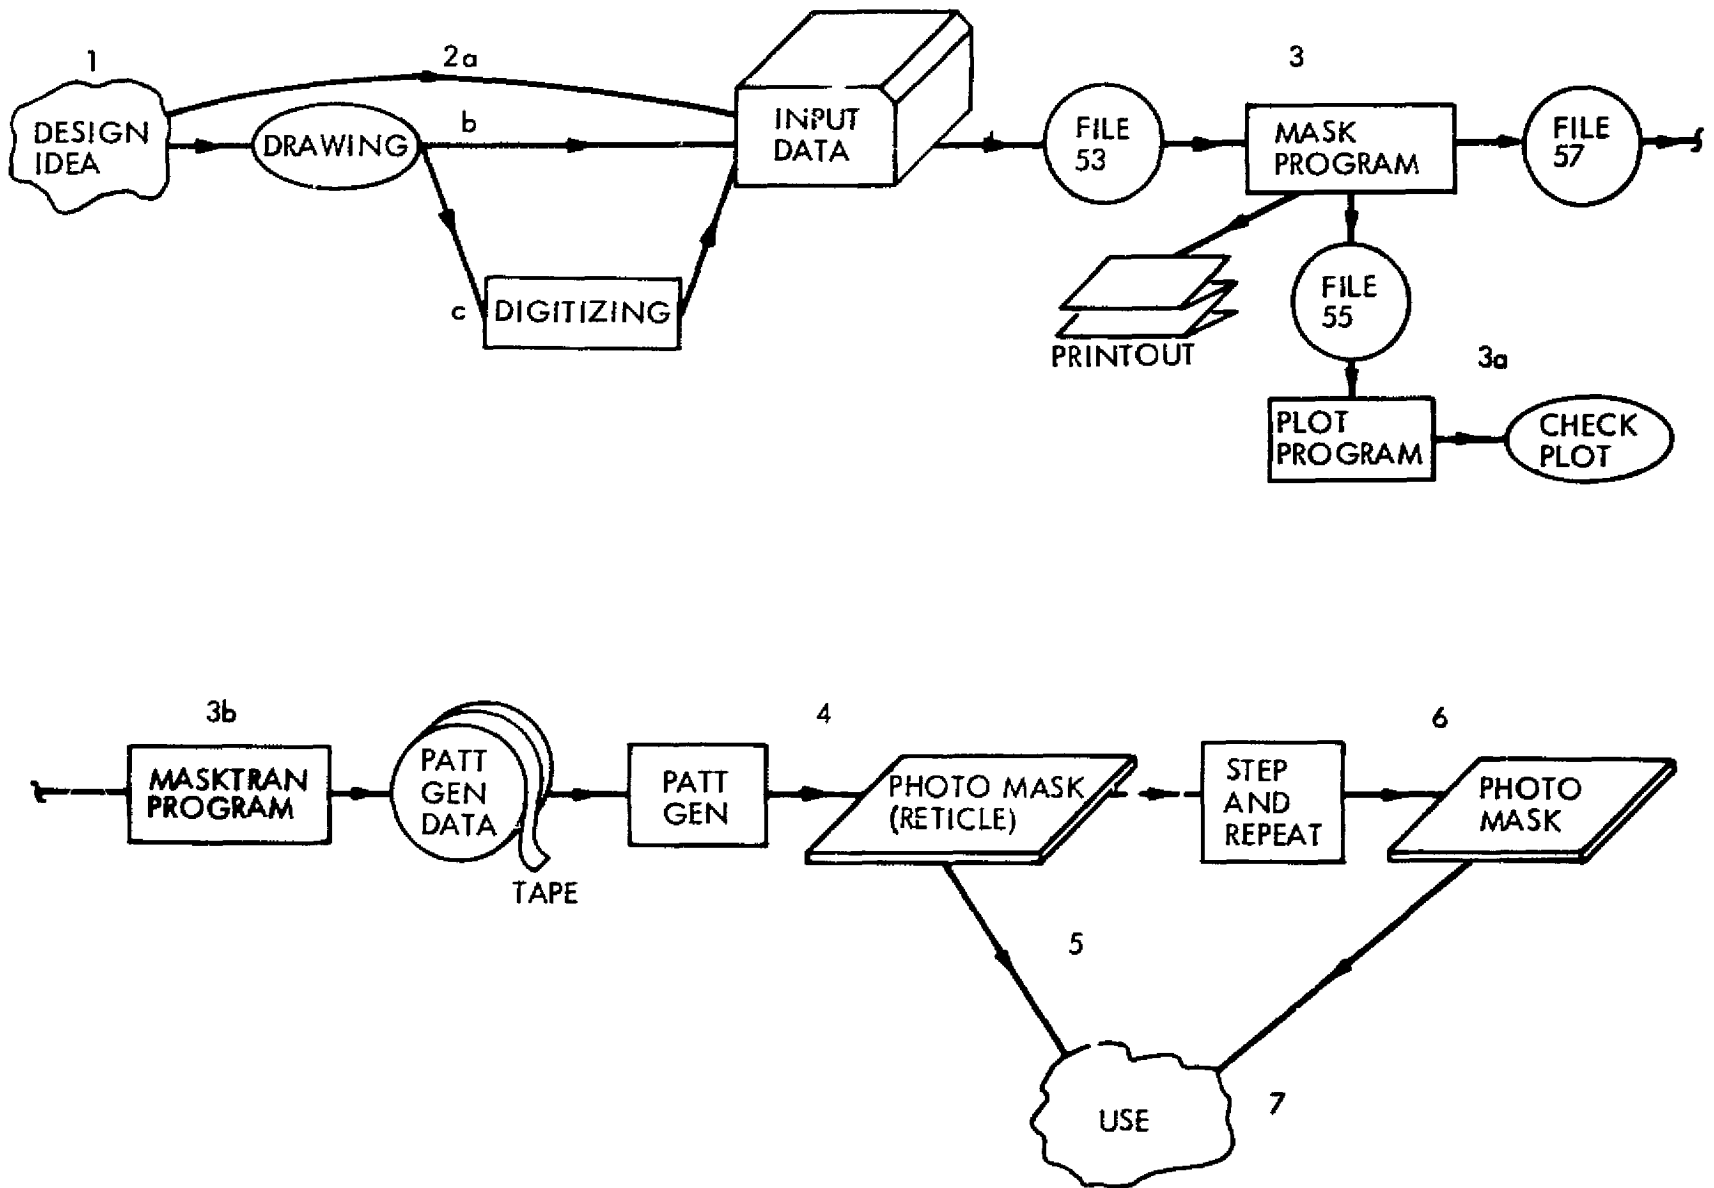 1
2a
3
DESIGN
IDEA
DRAWING
b
INPUT
DATA
FILE
53
MASK
PROGRAM
FILE
57
c
DIGITIZING
PRINTOUT
FILE
55
3a
PLOT
PROGRAM
CHECK
PLOT
3b
4
6
MASKTRAN
PROGRAM
PATT
GEN
DATA
TAPE
PATT
GEN
PHOTO MASK
(RETICLE)
STEP
AND
REPEAT
PHOTO
MASK
5
USE
7